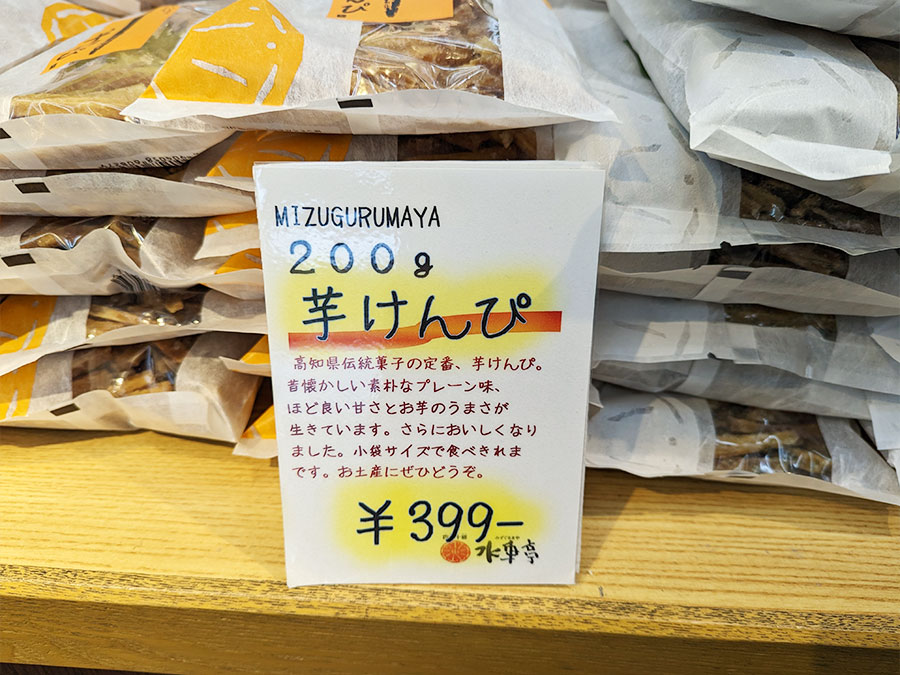 MIZUGURUMAYA
200g
芋けんぴ
高知県伝統菓子の定番、芋けんぴ。
昔懐かしい素朴なプレーン味、
ほど良い甘さとお芋のうまさが
生きています。さらにおいしくなり
ました。小袋サイズで食べきれま
です。お土産にぜひどうぞ。
￥399-
水車亭